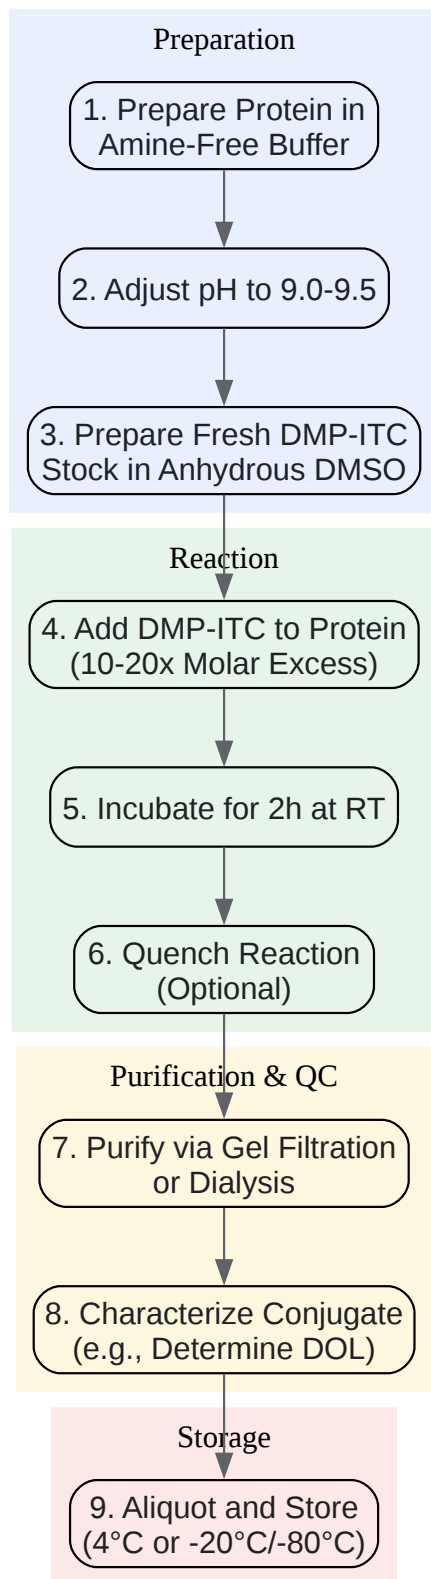 Preparation
1. Prepare Protein in
Amine-Free Buffer
2. Adjust pH to 9.0-9.5
3. Prepare Fresh DMP-ITC
Stock in Anhydrous DMSO
Reaction
4. Add DMP-ITC to Protein
(10-20x Molar Excess)
5. Incubate for 2h at RT
6. Quench Reaction
(Optional)
Purification & QC
7. Purify via Gel Filtration
or Dialysis
8. Characterize Conjugate
(e.g., Determine DOL)
Storage
9. Aliquot and Store
(4°C or -20°C/-80°C)